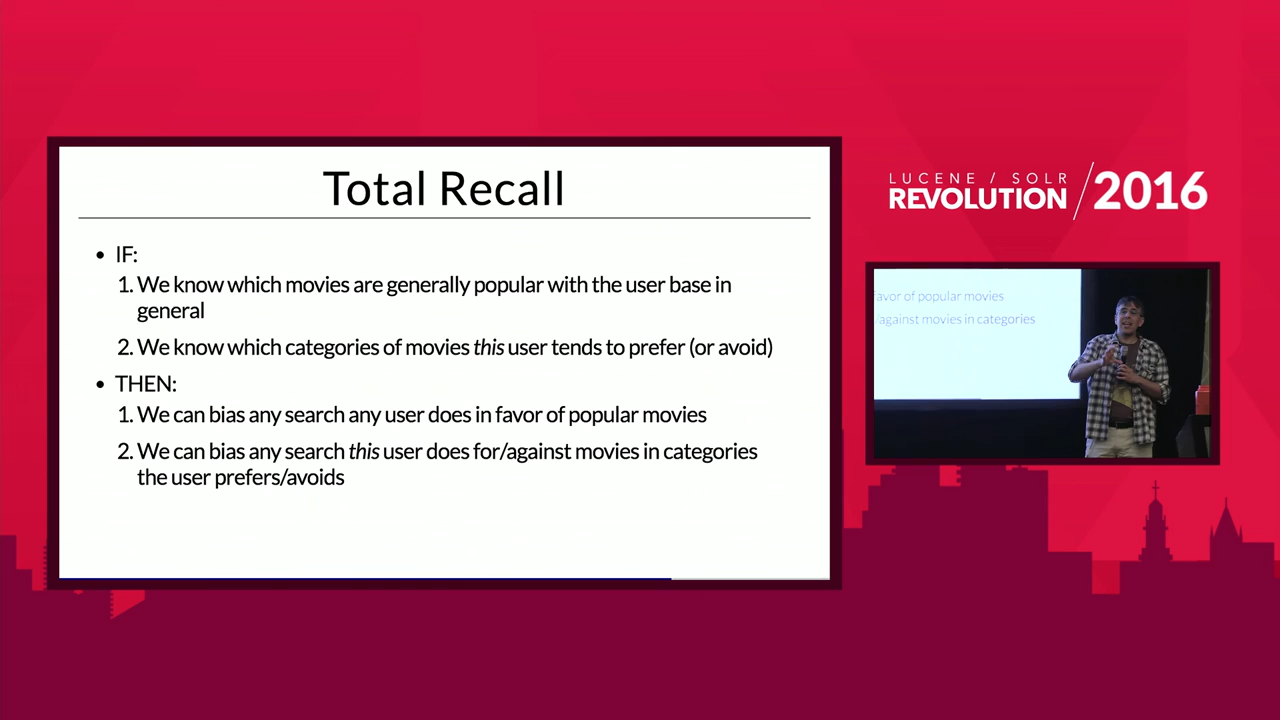 Total Recall
• IF:
1. We know which movies are generally popular with the user base in
general
2. We know which categories of movies this user tends to prefer (or avoid)
• THEN:
1. We can bias any search any user does in favor of popular movies
2. We can bias any search this user does for/against movies in categories
the user prefers/avoids
LUCENE / SOLR
REVOLUTION /2016
favor of popular movies
/against movies in categories